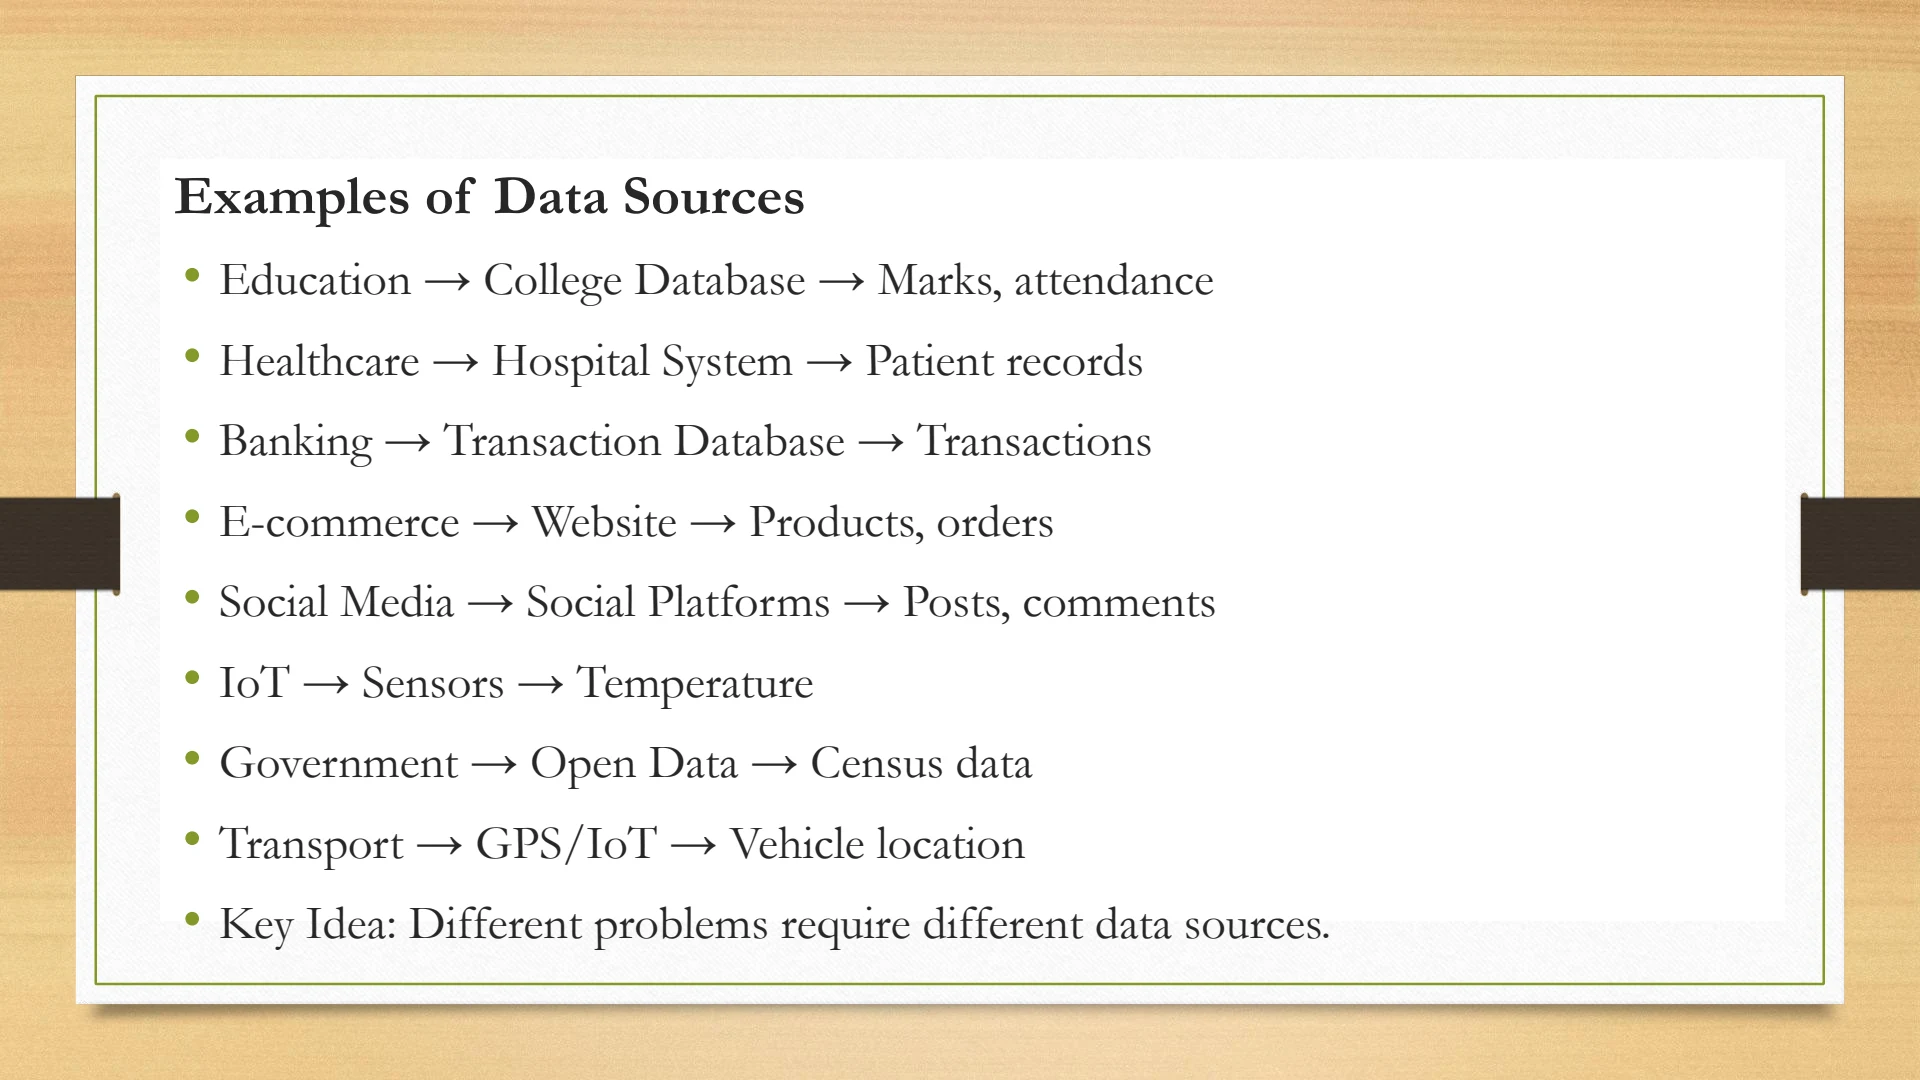 Examples of Data Sources
• Education → College Database → Marks, attendance
• Healthcare → Hospital System → Patient records
• Banking → Transaction Database → Transactions
• E-commerce → Website → Products, orders
• Social Media → Social Platforms → Posts, comments
• IoT → Sensors → Temperature
• Government → Open Data → Census data
• Transport → GPS/IoT → Vehicle location
• Key Idea: Different problems require different data sources.